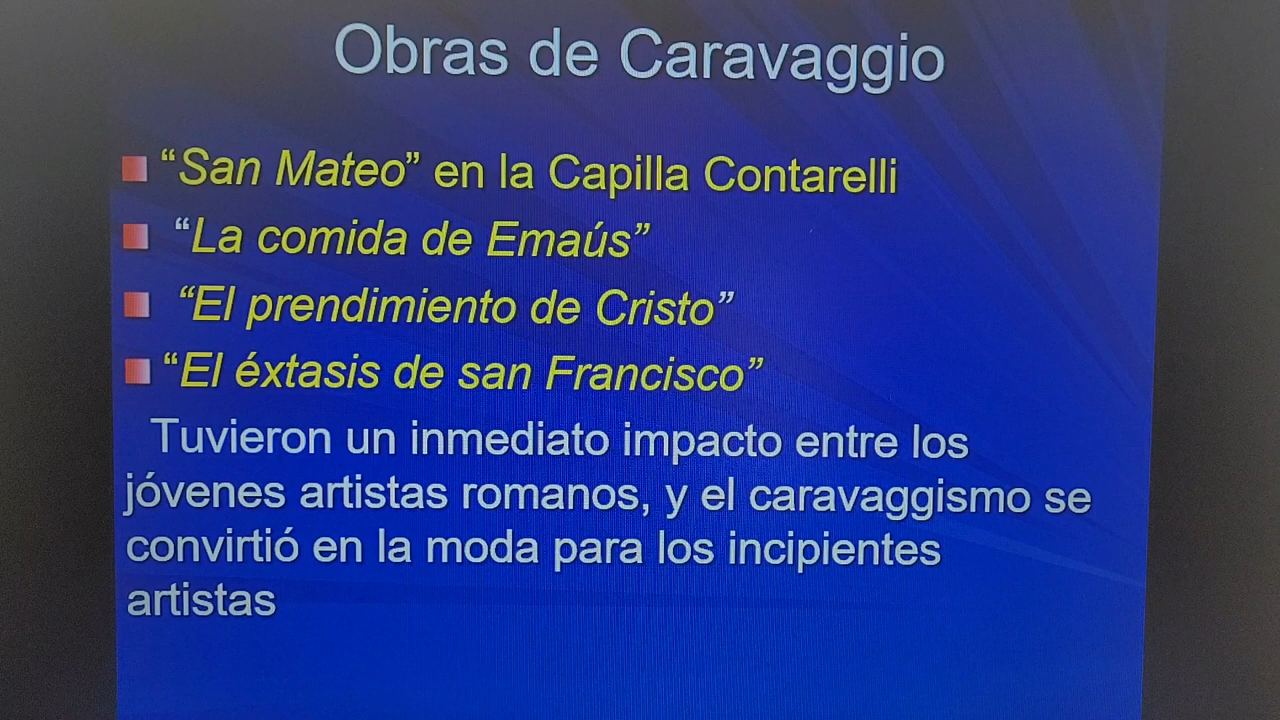 Obras de Caravaggio
“San Mateo” en la Capilla Contarelli
“La comida de Emaús”
“El prendimiento de Cristo”
“El éxtasis de san Francisco”
Tuvieron un inmediato impacto entre los
jóvenes artistas romanos, y el caravaggismo se
convirtió en la moda para los incipientes
artistas